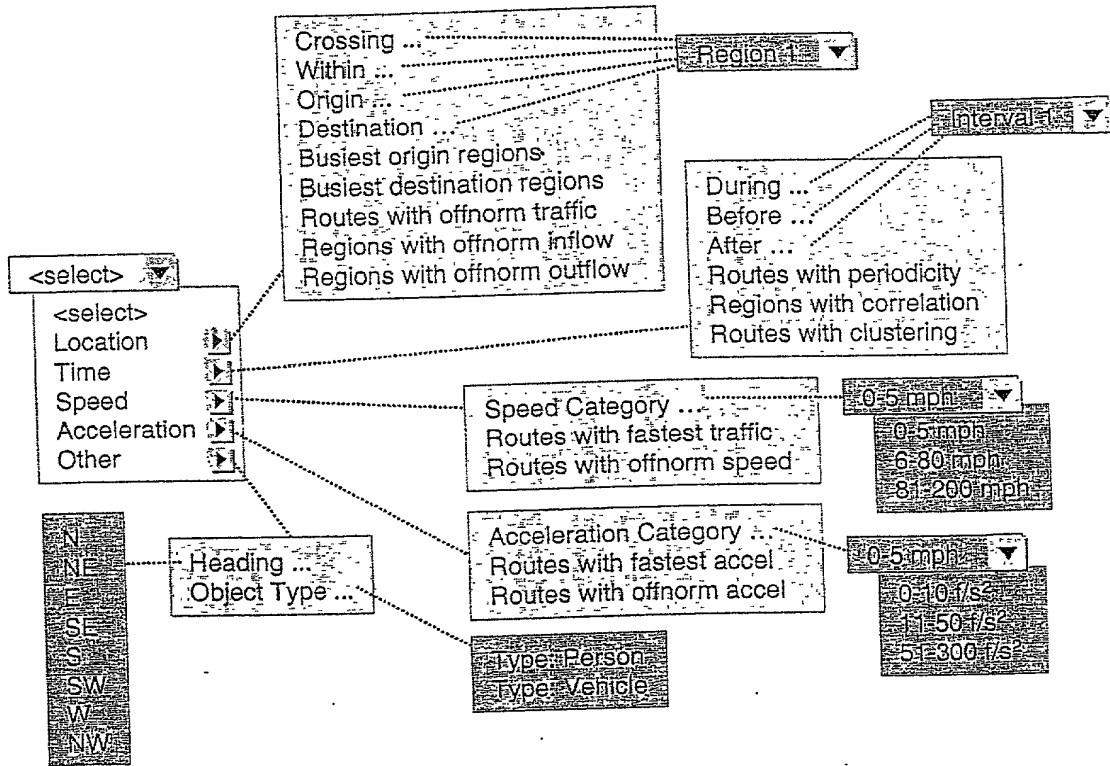 Crossing ...
Within ...
Origin ...
Destination ...
Busiest origin regions
Busiest destination regions
Routes with offnorm traffic
Regions with offnorm inflow
Regions with offnorm outflow
Region 1
Interval 1
During ...
Before ...
After ...
Routes with periodicity
Regions with correlation
Routes with clustering
<select>
<select>
Location
Time
Speed
Acceleration
Other
Speed Category ...
Routes with fastest traffic
Routes with offnorm speed
0-5 mph
0-5 mph
6-80 mph
81-200 mph
Acceleration Category ...
Routes with fastest accel
Routes with offnorm accel
0-5 mph
0-10 f/s²
11-50 f/s²
51-300 f/s²
Heading ...
Object Type ...
Type: Person
Type: Vehicle
N
NE
E
SE
S
SW
W
NW